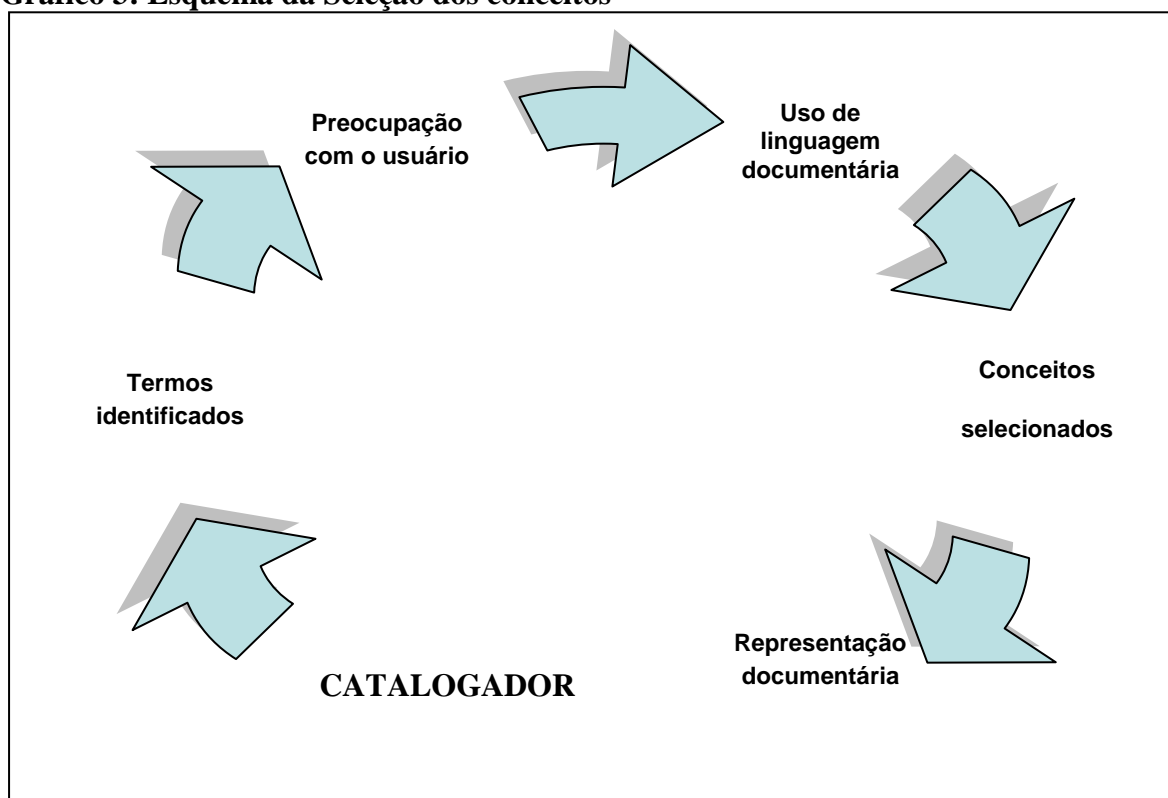 Gráfico 3: Esquema da Seleção dos conceitos
Preocupação
com o usuário
Uso de
linguagem
documentária
Termos
identificados
Conceitos
selecionados
Representação
documentária
CATALOGADOR